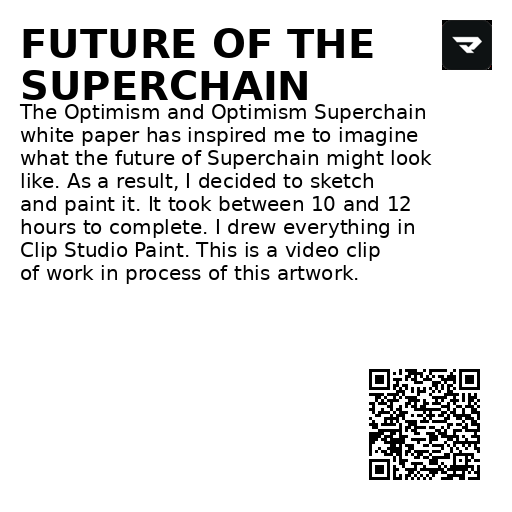 FUTURE OF THE
SUPERCHAIN
The Optimism and Optimism Superchain
white paper has inspired me to imagine
what the future of Superchain might look
like. As a result, I decided to sketch
and paint it. It took between 10 and 12
hours to complete. I drew everything in
Clip Studio Paint. This is a video clip
of work in process of this artwork.